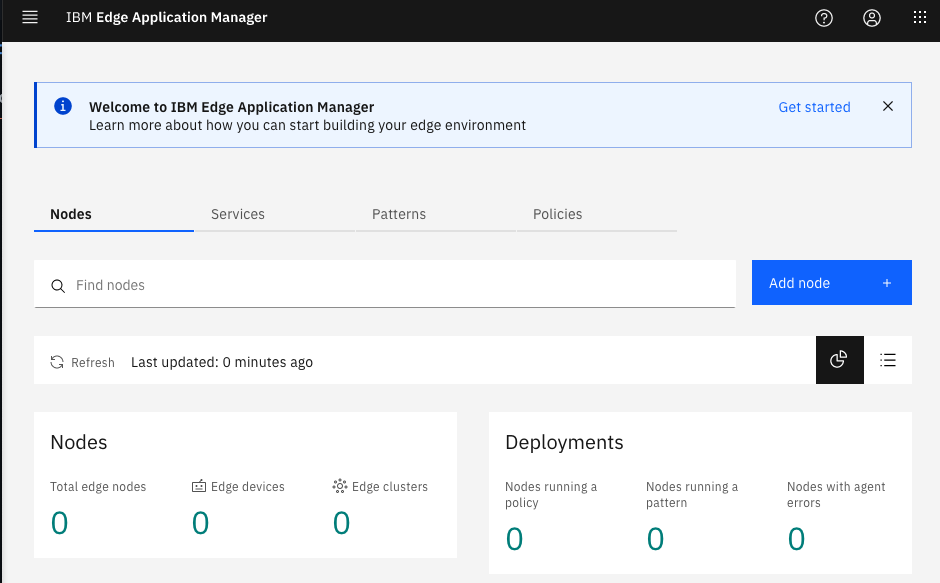 IBM Edge Application Manager
Welcome to IBM Edge Application Manager
Get started
Learn more about how you can start building your edge environment
Nodes Services Patterns Policies
Find nodes
Add node +
Refresh Last updated: 0 minutes ago
Nodes
Total edge nodes Edge devices Edge clusters
0 0 0
Deployments
Nodes running a policy
Nodes running a pattern
Nodes with agent errors
0 0 0